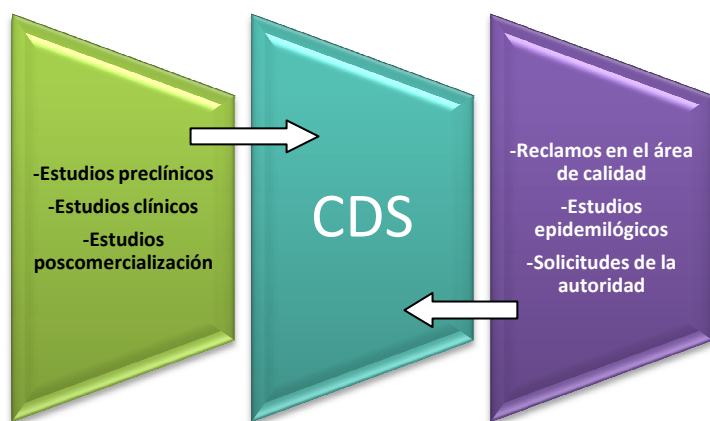 -Estudios preclínicos
-Estudios clínicos
-Estudios
poscomercialización
CDS
-Reclamos en el área
de calidad
-Estudios
epidemilógicos
-Solicitudes de la
autoridad